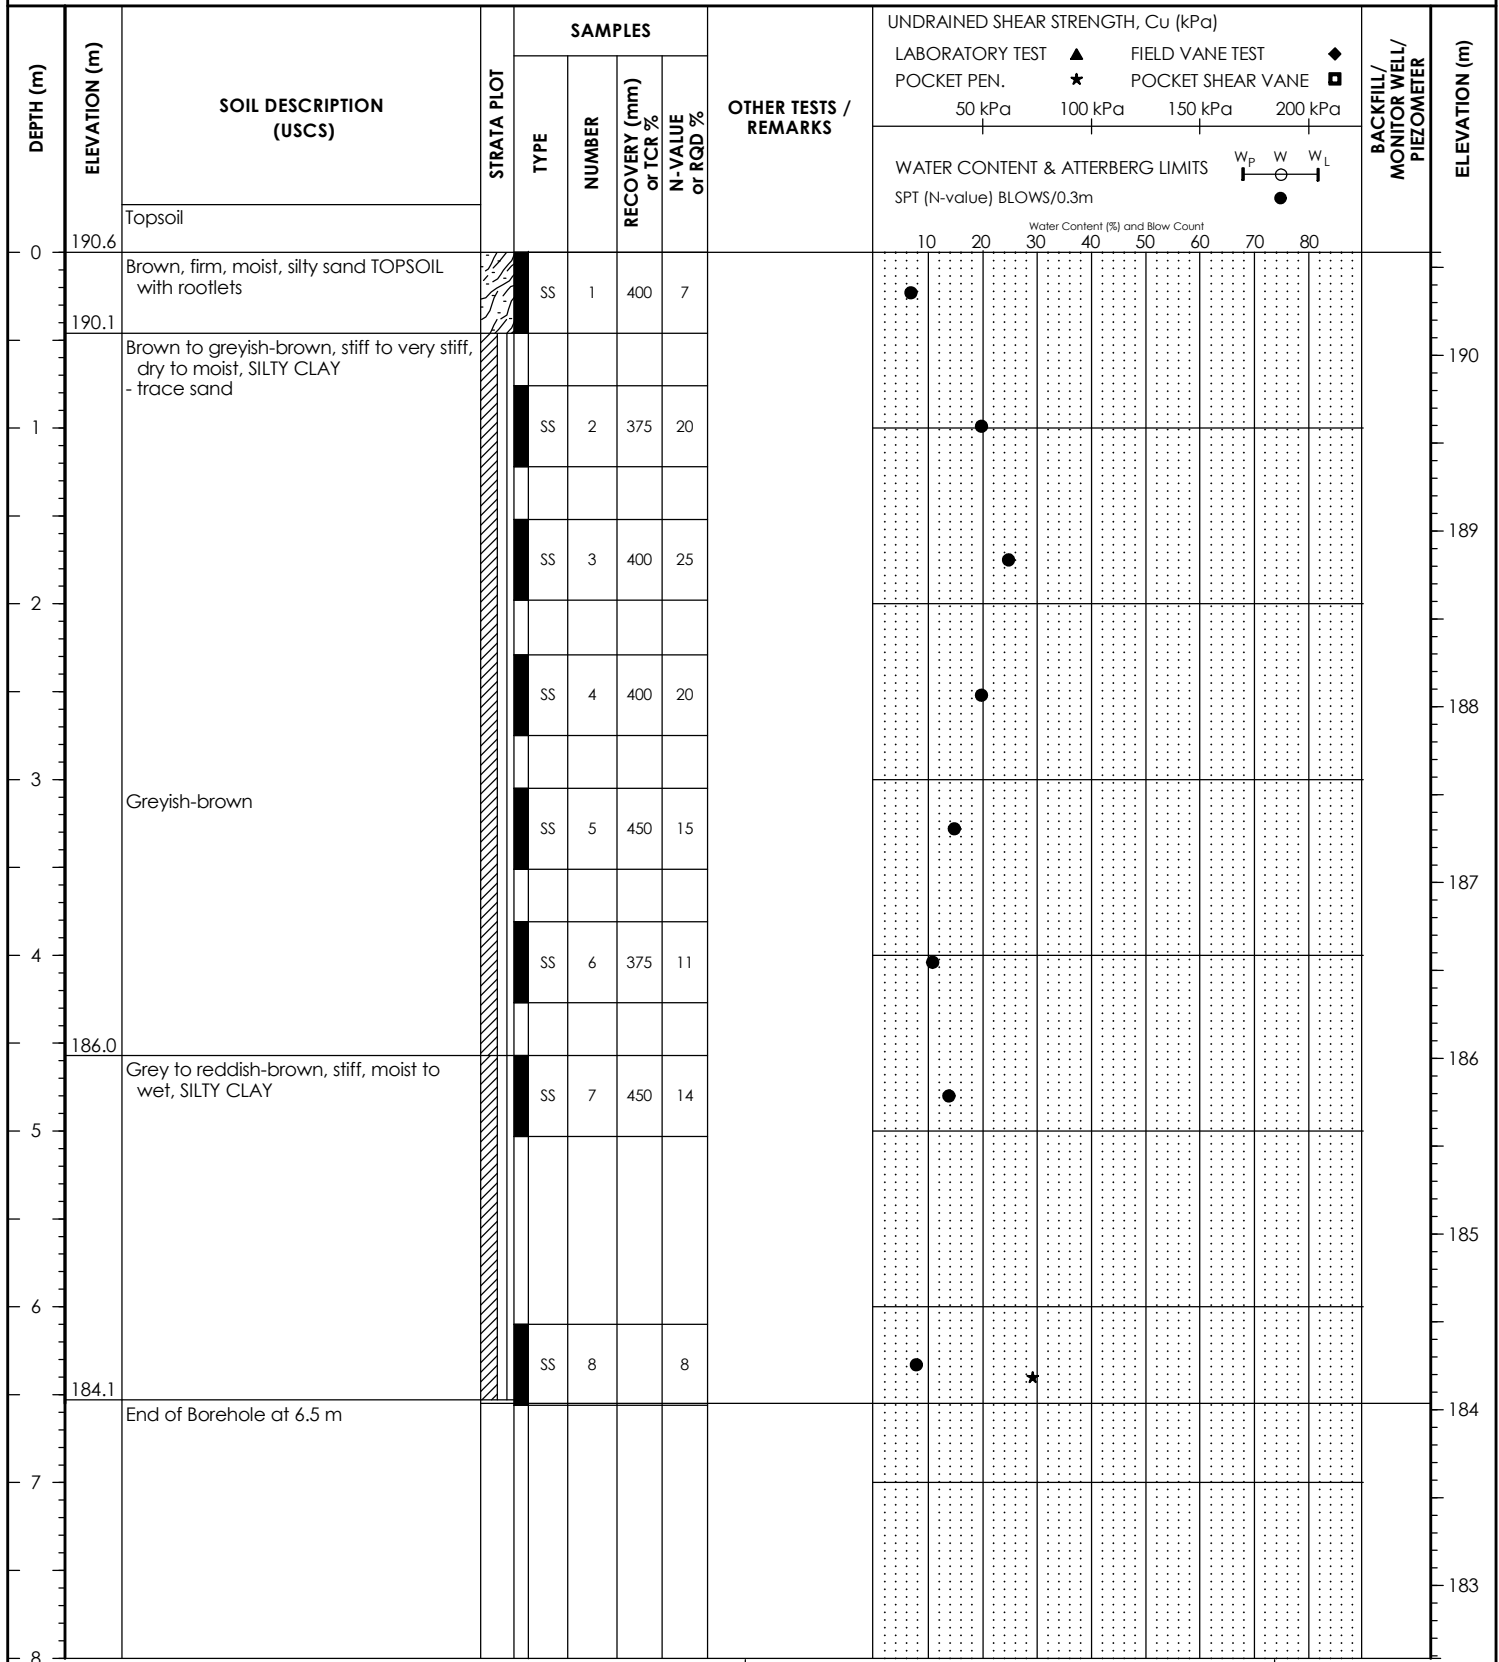 DEPTH (m)
ELEVATION (m)
SOIL DESCRIPTION
(USCS)
STRATA PLOT
SAMPLES
TYPE
NUMBER
RECOVERY (mm)
or TCR %
N-VALUE
or RQD %
OTHER TESTS /
REMARKS
UNDRAINED SHEAR STRENGTH, Cu (kPa)
LABORATORY TEST
FIELD VANE TEST
POCKET PEN.
POCKET SHEAR VANE
50 kPa 100 kPa 150 kPa 200 kPa
WATER CONTENT & ATTERBERG LIMITS
WP W WL
SPT (N-value) BLOWS/0.3m
Water Content (%) and Blow Count
10 20 30 40 50 60 70 80
BACKFILL/
MONITOR WELL/
PIEZOMETER
ELEVATION (m)
Topsoil
0 190.6
Brown, firm, moist, silty sand TOPSOIL
with rootlets
SS 1 400 7
190.1
Brown to greyish-brown, stiff to very stiff,
dry to moist, SILTY CLAY
- trace sand
190
1
SS 2 375 20
189
SS 3 400 25
2
SS 4 400 20
188
3
Greyish-brown
SS 5 450 15
187
4
SS 6 375 11
186.0
186
Grey to reddish-brown, stiff, moist to
wet, SILTY CLAY
SS 7 450 14
5
185
6
SS 8 8
184.1
End of Borehole at 6.5 m
184
7
183
8